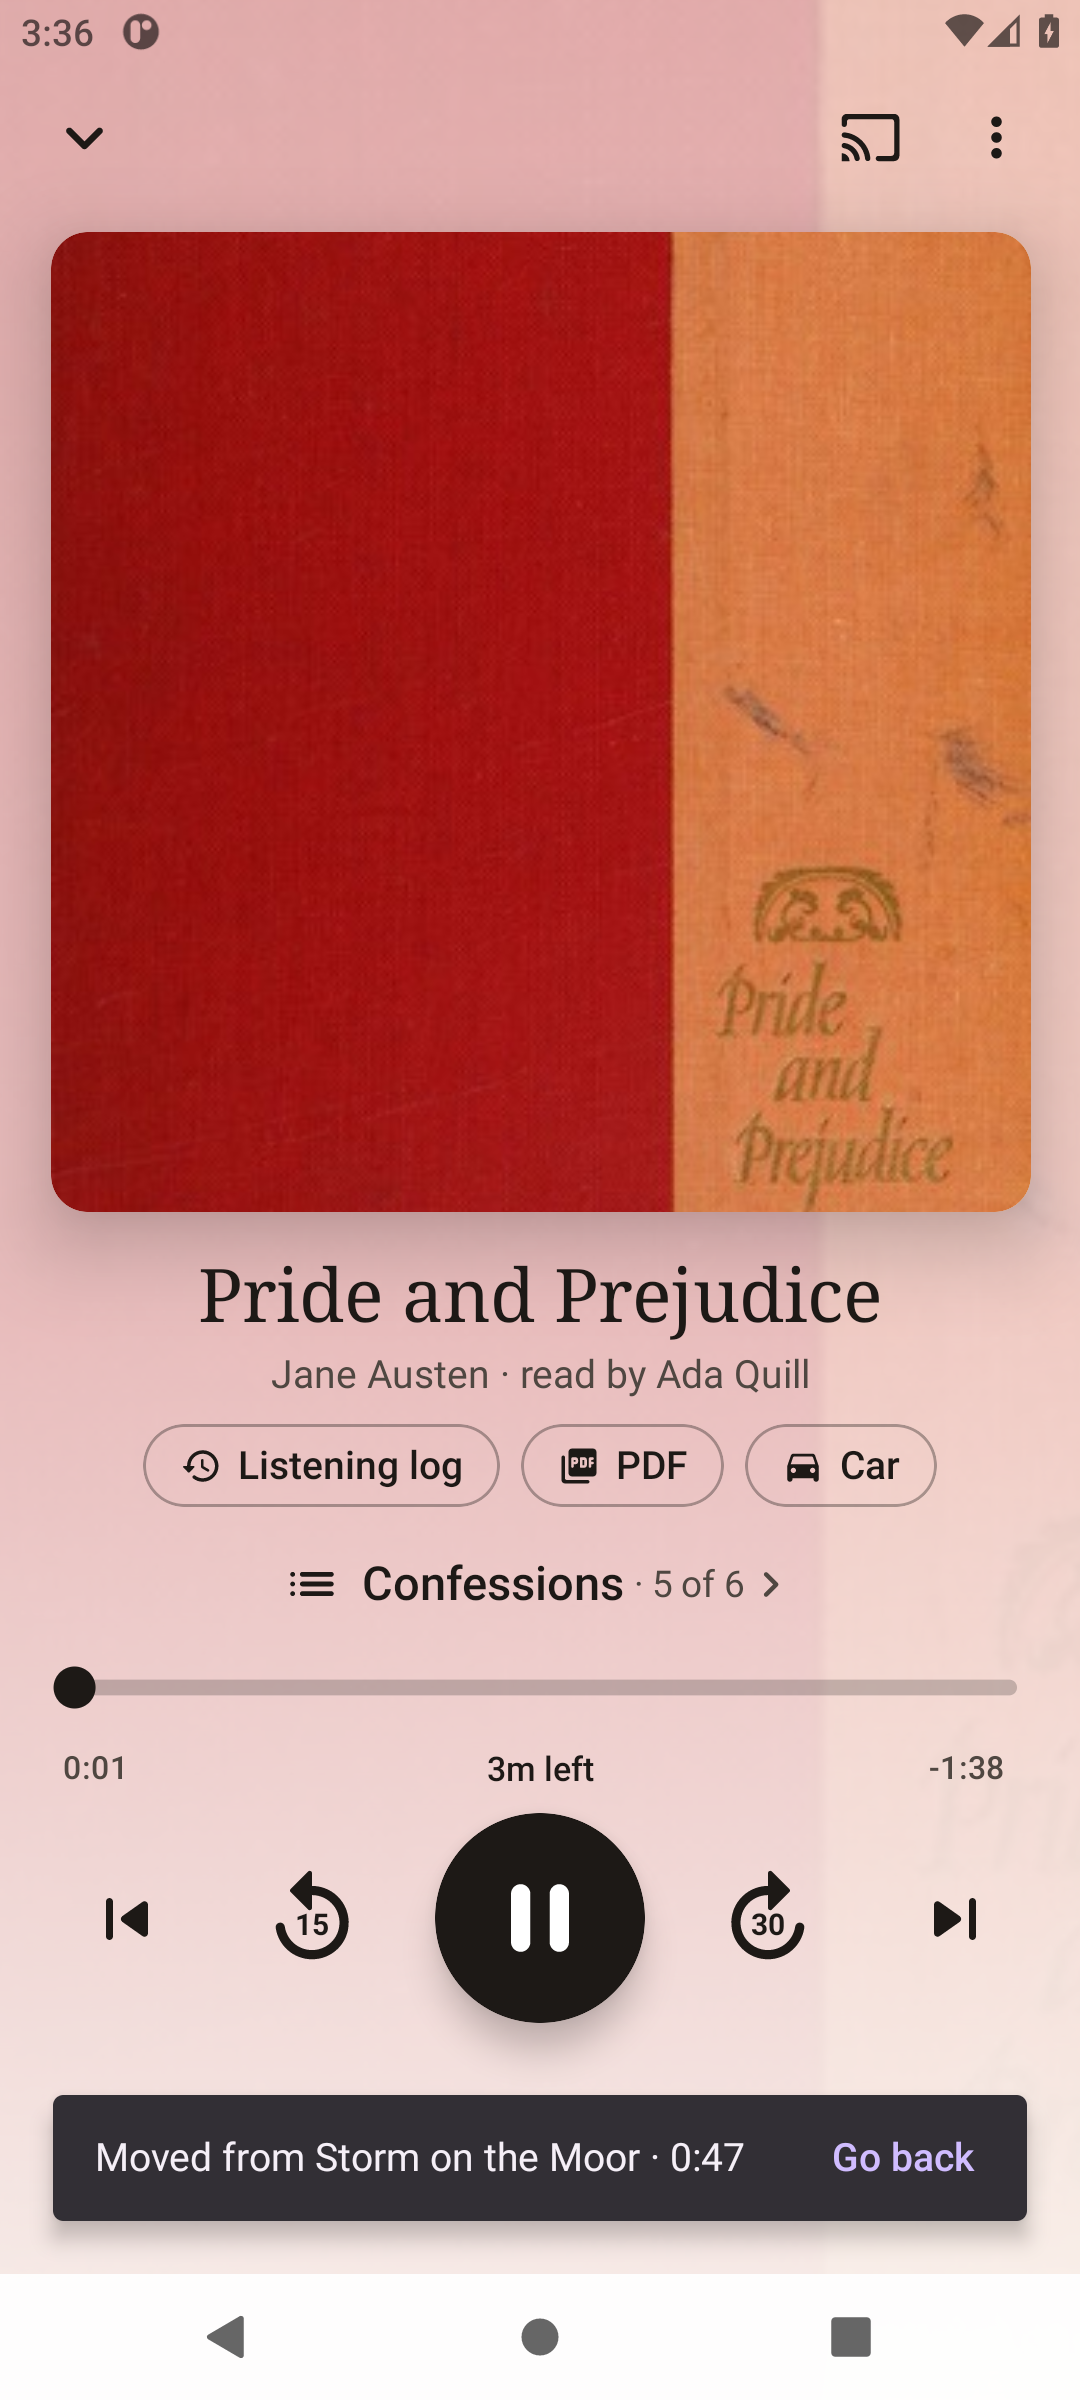 3:36
Pride
and
Prejudice
Pride and Prejudice
Jane Austen · read by Ada Quill
Listening log
PDF
PDF
Car
Confessions · 5 of 6
0:01
3m left
-1:38
15
30
Moved from Storm on the Moor · 0:47
Go back